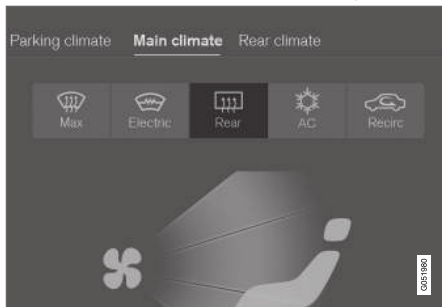 Parking climate Main climate Rear climate
Max Electric Rear AC Recirc
G051980